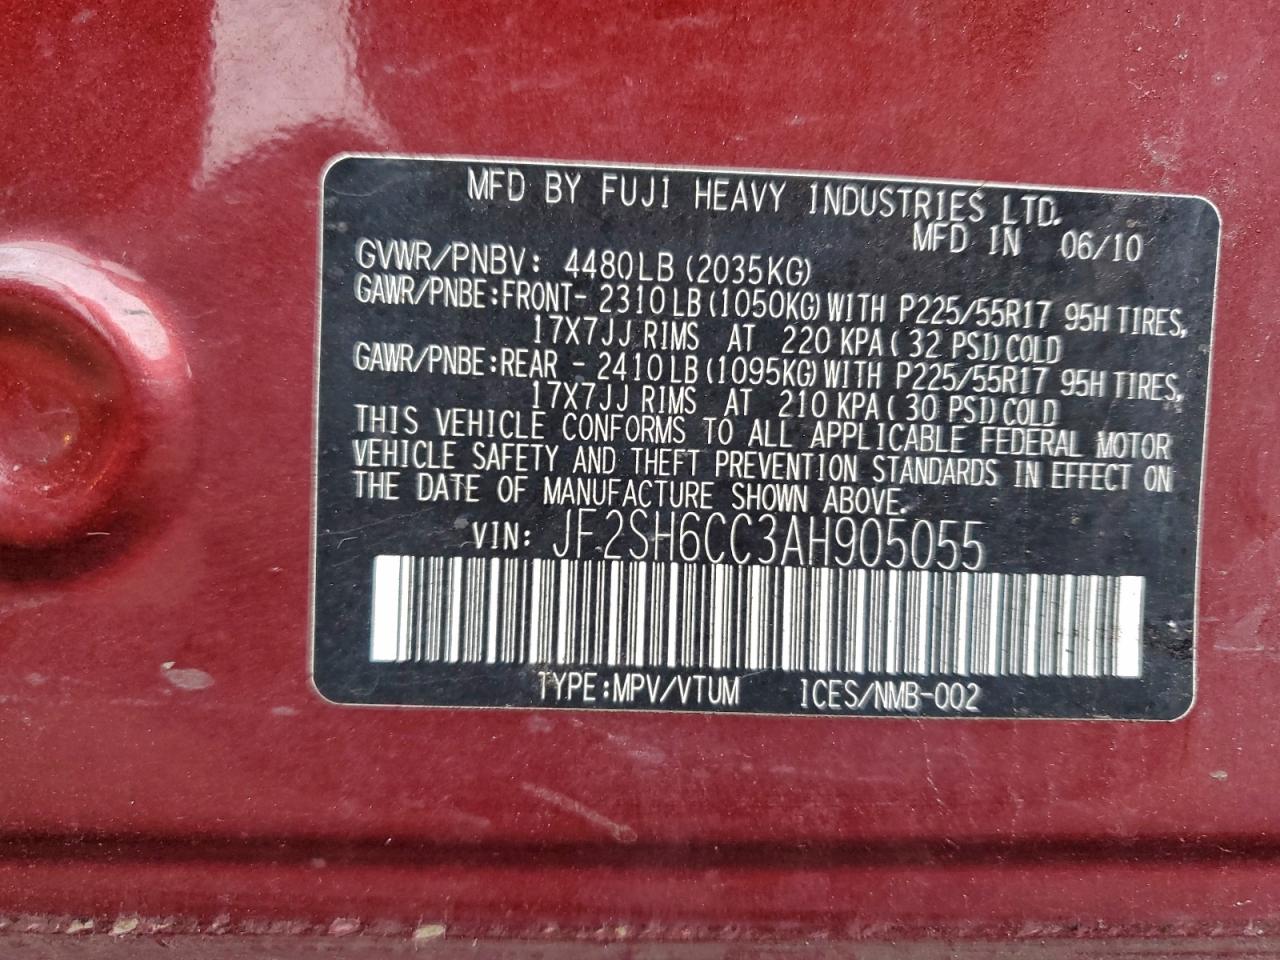 MFD BY FUJI HEAVY INDUSTRIES LTD.
MFD IN 06/10
GVWR/PNBV: 4480LB (2035KG)
GAWR/PNBE:FRONT- 2310LB (1050KG) WITH P225/55R17 95H TIRES,
17X7JJ RIMS AT 220 KPA ( 32 PSI) COLD
GAWR/PNBE:REAR - 2410LB (1095KG) WITH P225/55R17 95H TIRES,
17X7JJ RIMS AT 210 KPA ( 30 PSI) COLD
THIS VEHICLE CONFORMS TO ALL APPLICABLE FEDERAL MOTOR
VEHICLE SAFETY AND THEFT PREVENTION STANDARDS IN EFFECT ON
THE DATE OF MANUFACTURE SHOWN ABOVE.
VIN: JF2SH6CC3AH905055
TYPE:MPV/VTUM ICES/NMB-002